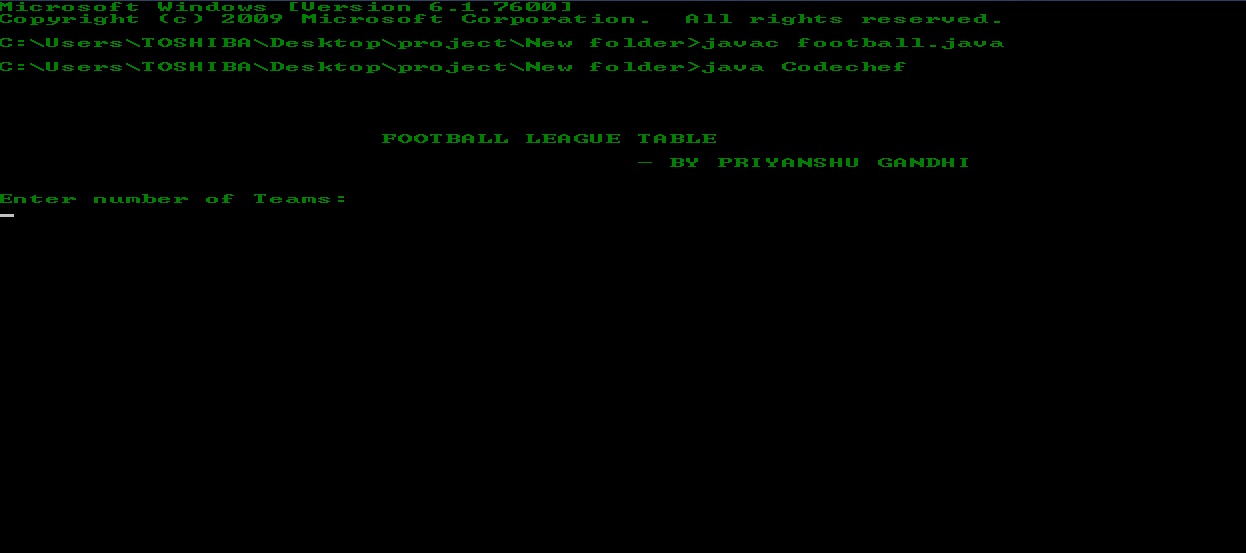 Microsoft Windows [Version 6.1.7600]
Copyright (c) 2009 Microsoft Corporation.  All rights reserved.
C:\Users\TOSHIBA\Desktop\project\New folder>javac football.java
C:\Users\TOSHIBA\Desktop\project\New folder>java Codechef
FOOTBALL LEAGUE TABLE
- BY PRIYANSHU GANDHI
Enter number of Teams: